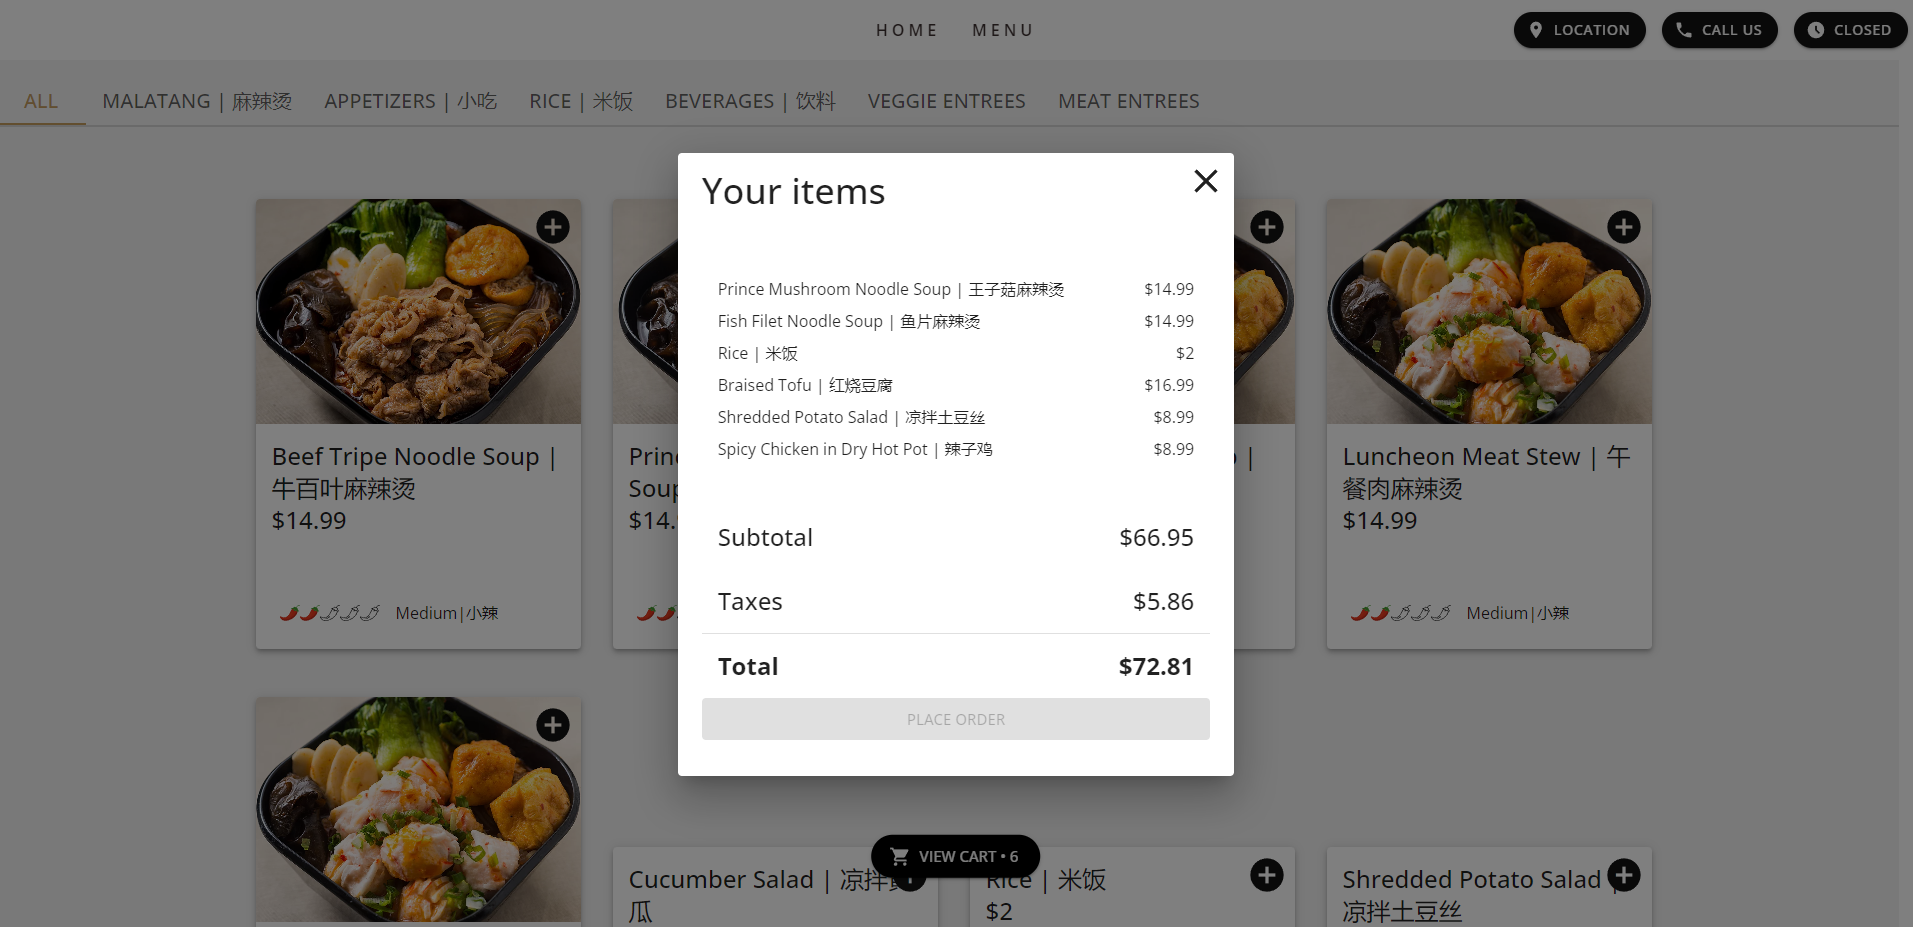 HOME MENU
LOCATION
CALL US
CLOSED
ALL
MALATANG | 麻辣烫
APPETIZERS | 小吃
RICE | 米饭
BEVERAGES | 饮料
VEGGIE ENTREES
MEAT ENTREES
Your items
Prince Mushroom Noodle Soup | 王子菇麻辣烫 $14.99
Fish Filet Noodle Soup | 鱼片麻辣烫 $14.99
Rice | 米饭 $2
Braised Tofu | 红烧豆腐 $16.99
Shredded Potato Salad | 凉拌土豆丝 $8.99
Spicy Chicken in Dry Hot Pot | 辣子鸡 $8.99
Subtotal $66.95
Taxes $5.86
Total $72.81
PLACE ORDER
Beef Tripe Noodle Soup |
牛百叶麻辣烫
$14.99
Medium|小辣
Soup
$14.
|
Luncheon Meat Stew | 午
餐肉麻辣烫
$14.99
Medium|小辣
VIEW CART • 6
Cucumber Salad | 凉拌
瓜
Rice | 米饭
$2
Shredded Potato Salad |
凉拌土豆丝